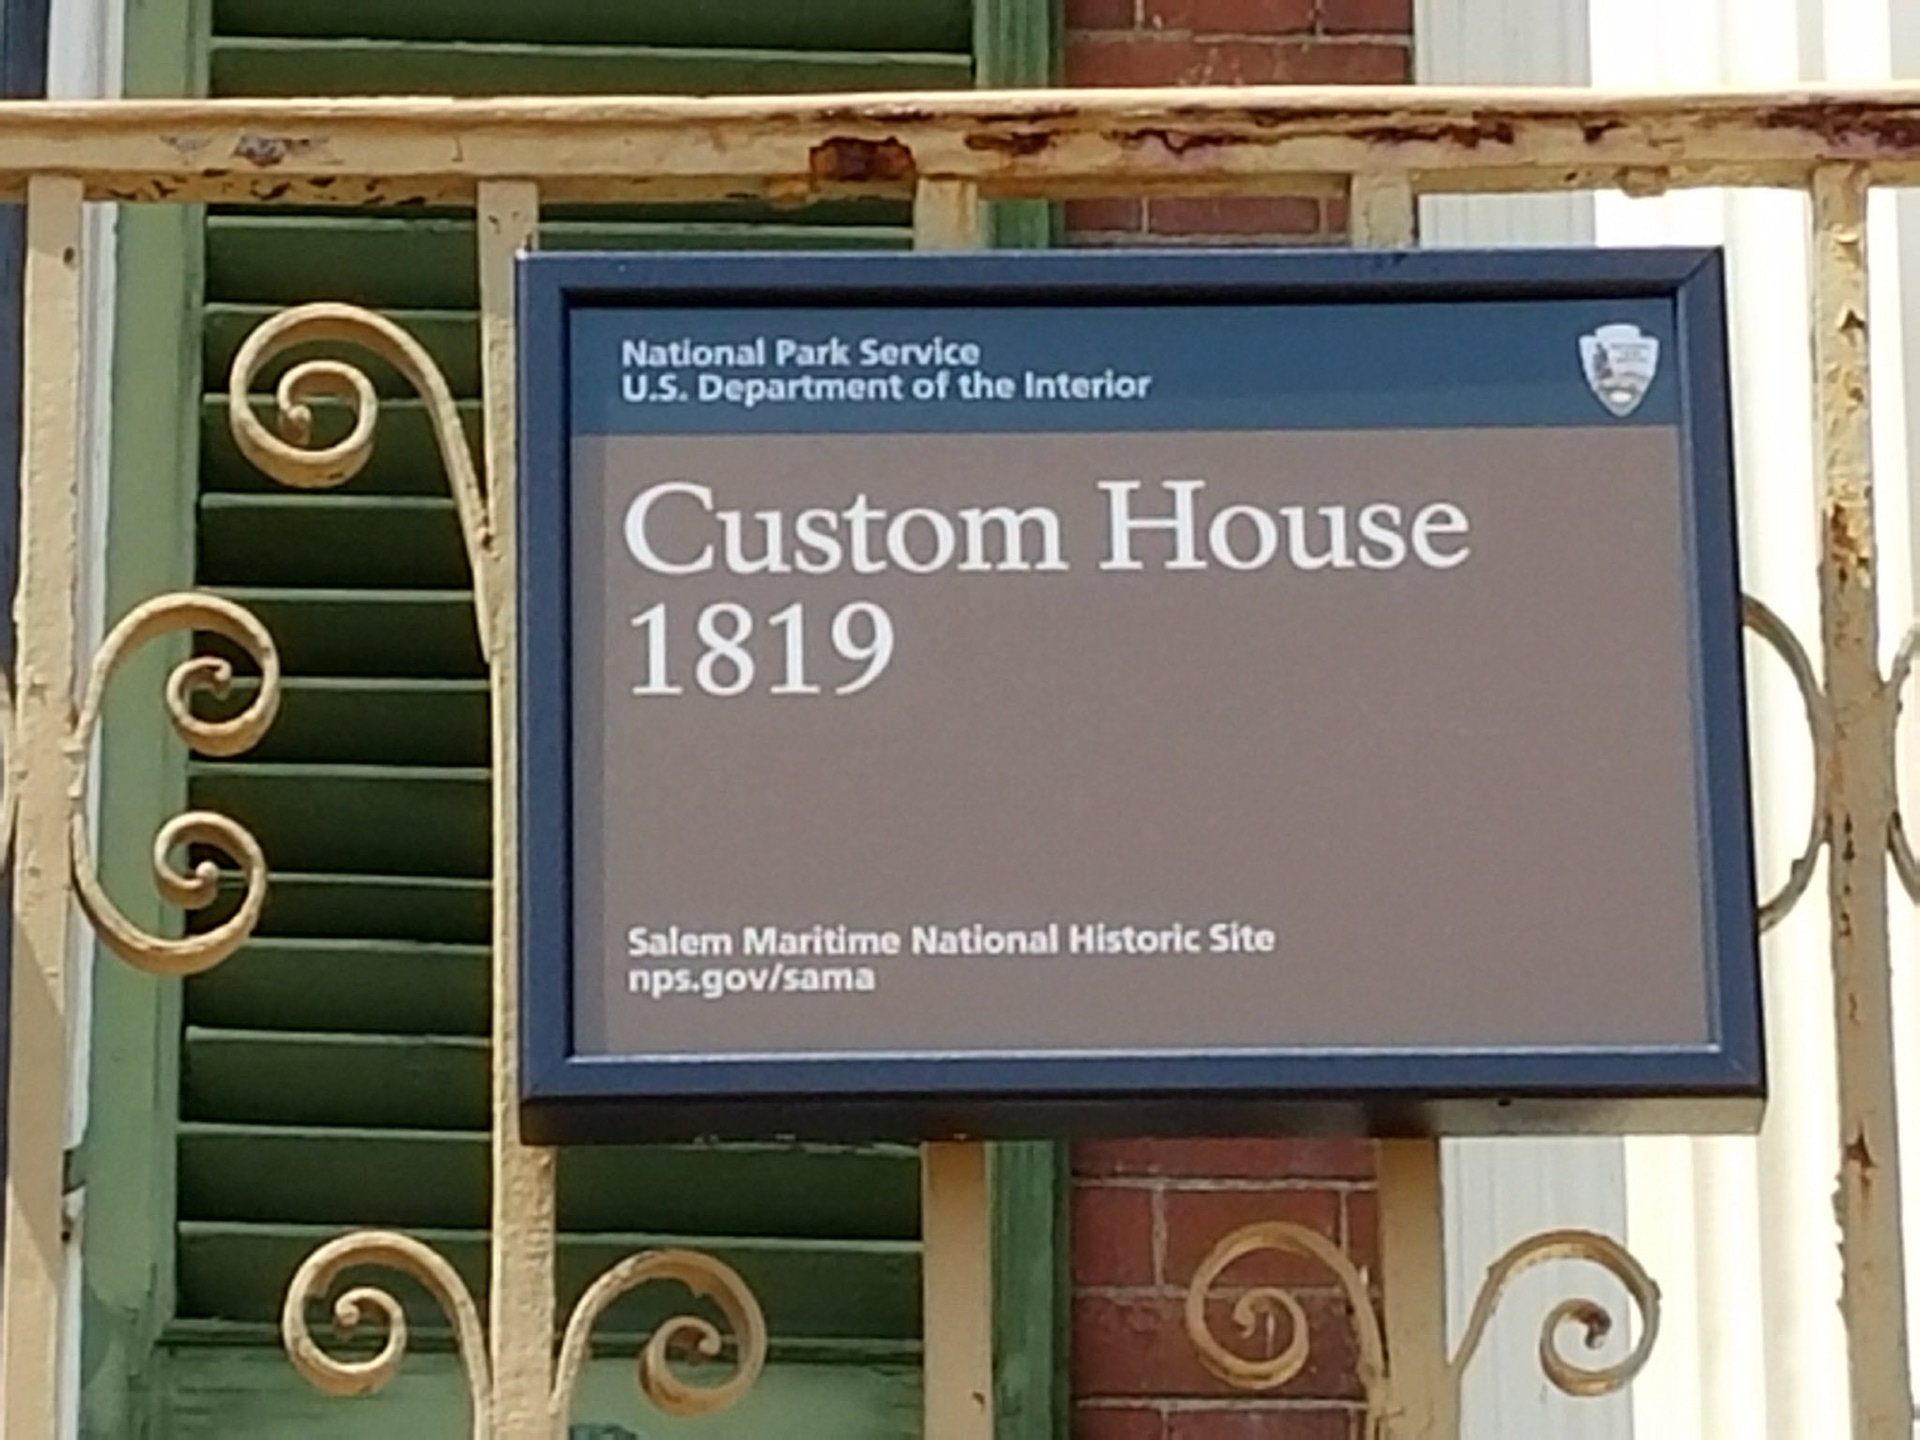 National Park Service
U.S. Department of the Interior
Custom House
1819
Salem Maritime National Historic Site
nps.gov/sama